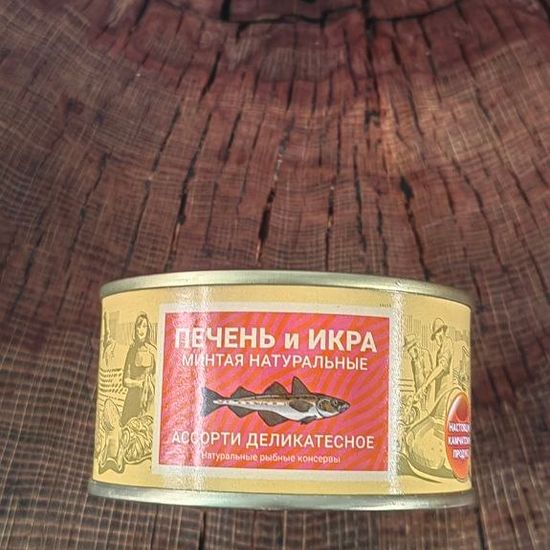 ПЕЧЕНЬ и ИКРА
МИНТАЯ НАТУРАЛЬНЫЕ
АССОРТИ ДЕЛИКАТЕСНОЕ
Натуральные рыбные консервы